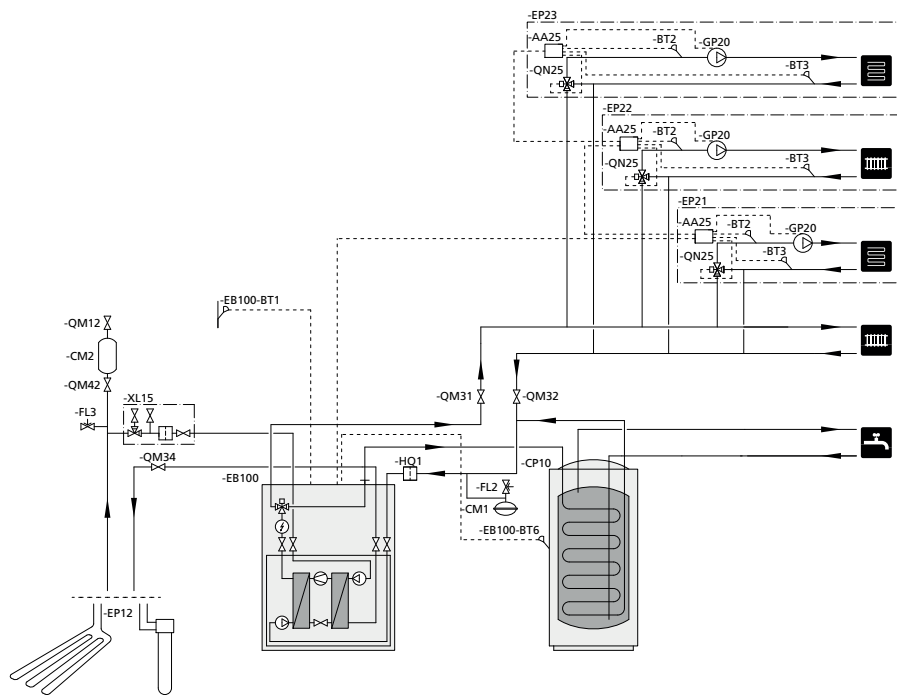 -EP23
-AA25
-BT2
-GP20
-QN25
-BT3
-EP22
-AA25
-BT2
-GP20
-QN25
-BT3
-EP21
-AA25
-BT2
-GP20
-QN25
-BT3
-EB100-BT1
-QM12
-CM2
-QM42
-XL15
-FL3
-QM31
-QM32
-QM34
-EB100
-HQ1
-CP10
-FL2
-CM1
-EB100-BT6
-EP12